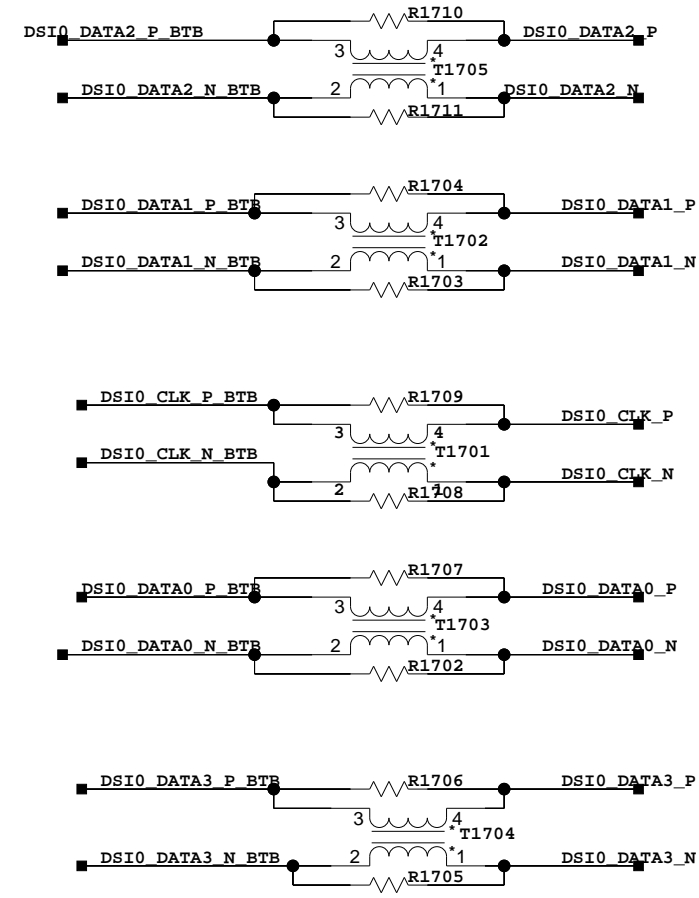 R1710
DSI0_DATA2_P_BTB DSI0_DATA2_P
3 4
*T1705
DSI0_DATA2_N_BTB 2 *1 DSI0_DATA2_N
R1711
R1704
DSI0_DATA1_P_BTB DSI0_DATA1_P
3 4
*T1702
DSI0_DATA1_N_BTB 2 *1 DSI0_DATA1_N
R1703
DSI0_CLK_P_BTB R1709
DSI0_CLK_P
3 4
*T1701
DSI0_CLK_N_BTB
* DSI0_CLK_N
2 1
R1708
R1707
DSI0_DATA0_P_BTB DSI0_DATA0_P
3 4
*T1703
DSI0_DATA0_N_BTB 2 *1 DSI0_DATA0_N
R1702
DSI0_DATA3_P_BTB R1706 DSI0_DATA3_P
3 4
*T1704
DSI0_DATA3_N_BTB 2 *1 DSI0_DATA3_N
R1705